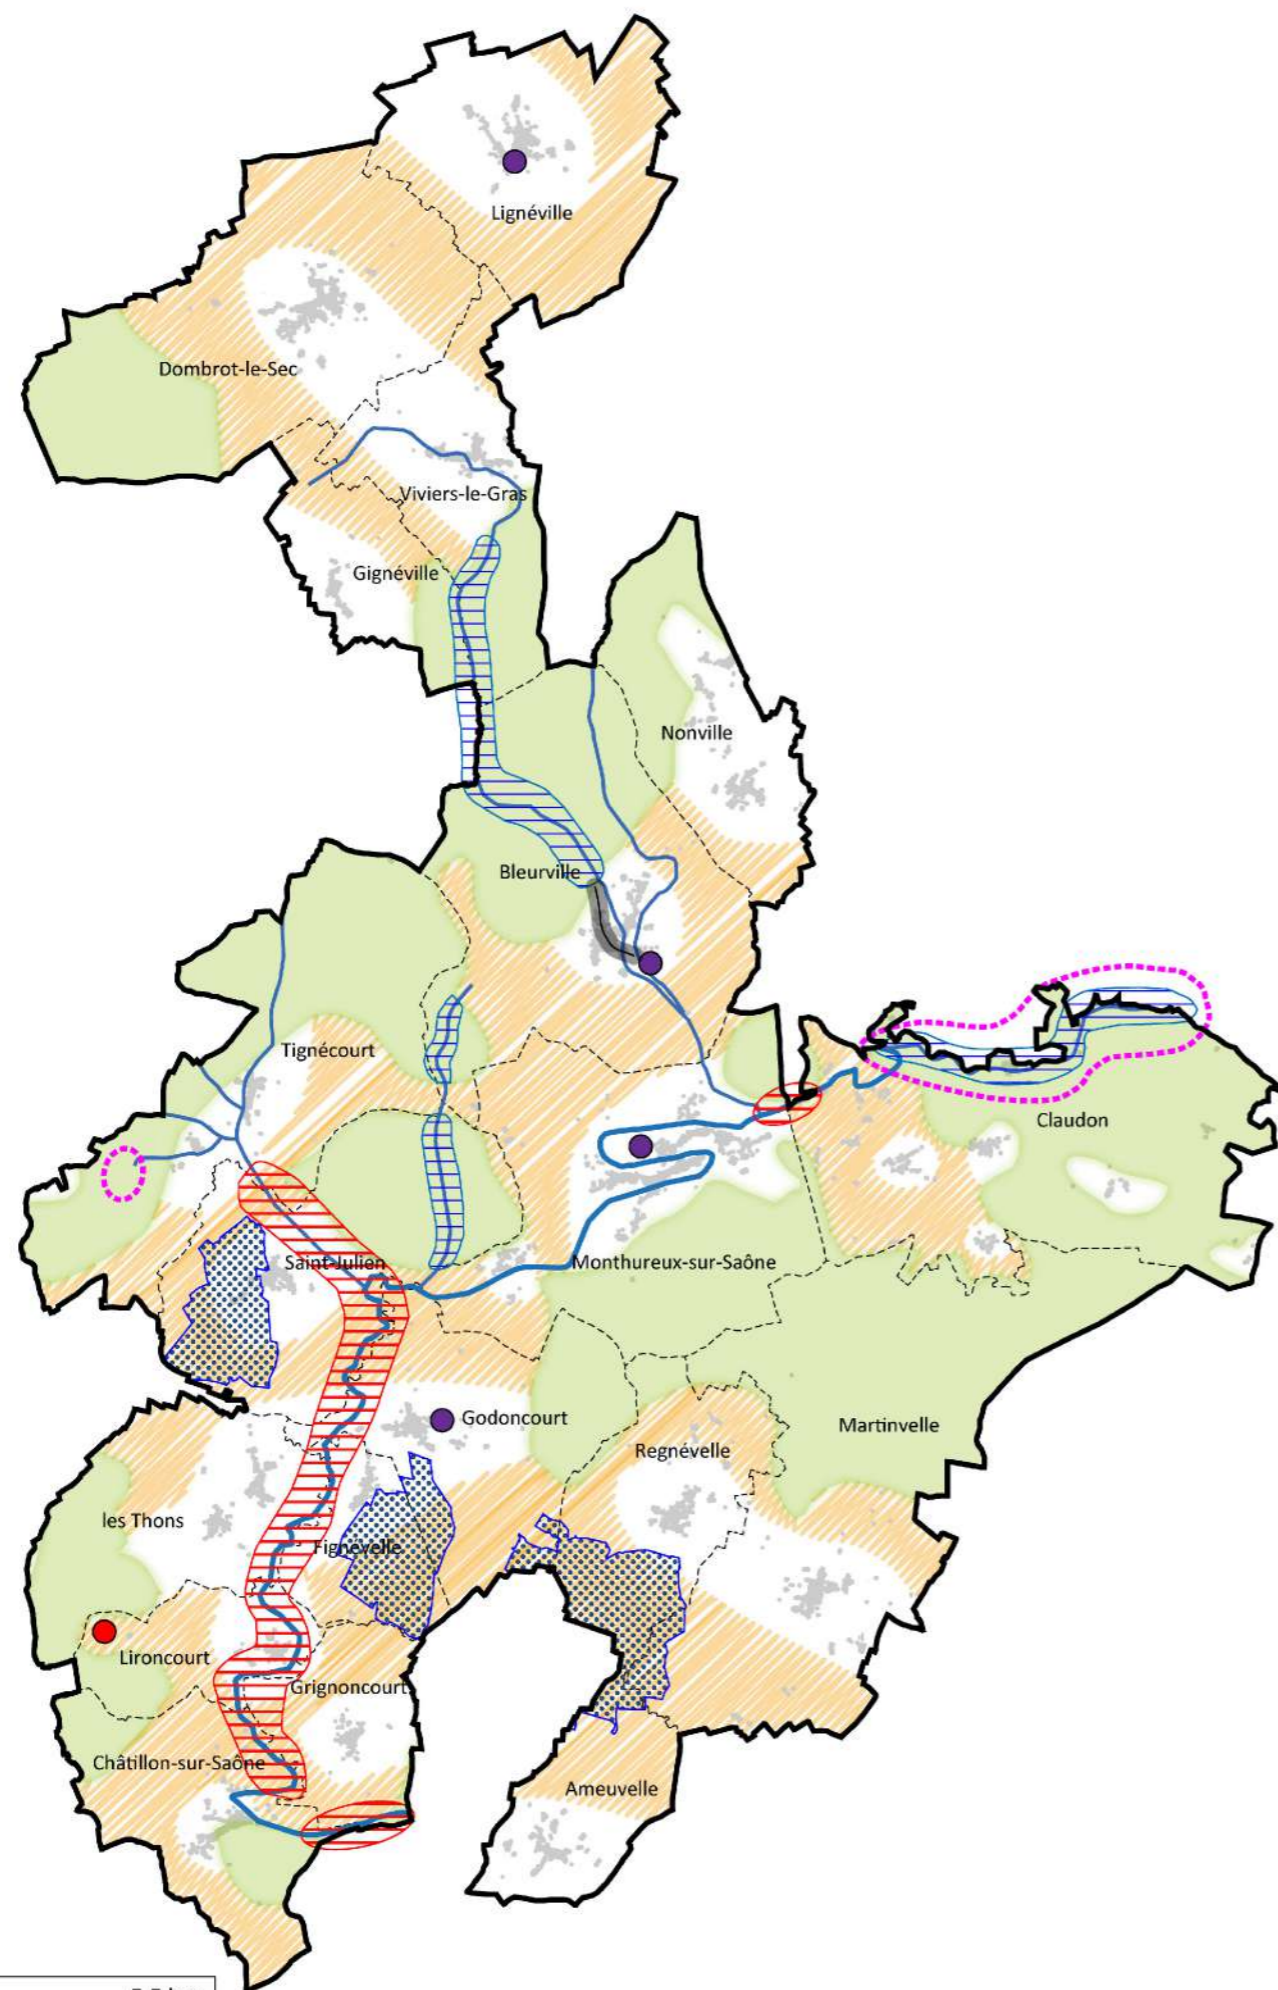 Lignéville
Dombrot-le-Sec
Viviers-le-Gras
Gignéville
Nonville
Bleurville
Tignécourt
Claudon
Saint-Julien
Monthureux-sur-Saône
Godoncourt
Martinvelle
Regnévelle
les Thons
Fignévelle
Lironcourt
Grignoncourt
Châtillon-sur-Saône
Ameuvelle